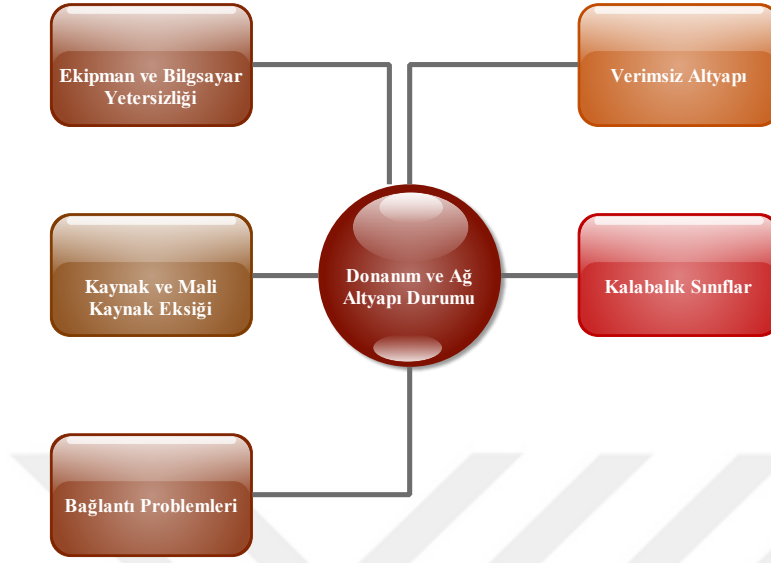 Ekipman ve Bilgsayar
Yetersizliği
Verimsiz Altyapı
Kaynak ve Mali
Kaynak Eksiği
Donanım ve Ağ
Altyapı Durumu
Kalabalık Sınıflar
Bağlantı Problemleri